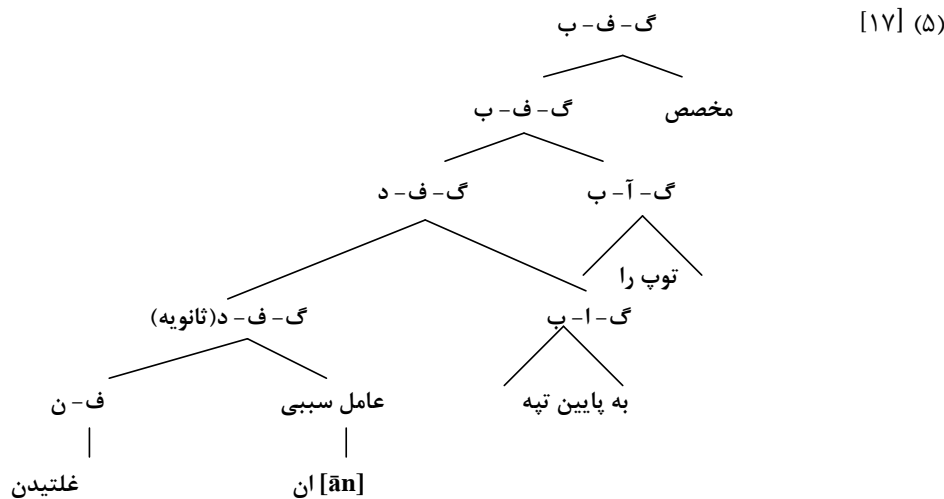 (۵) [۱۷]
گ - ف - ب
گ - ف - ب مخصص
گ - آ - ب گ - ف - د
توپ را
گ - ا - ب گ - ف - د (ثانویه)
به پایین تپه عامل سببی ف - ن
ان [ān] غلتیدن